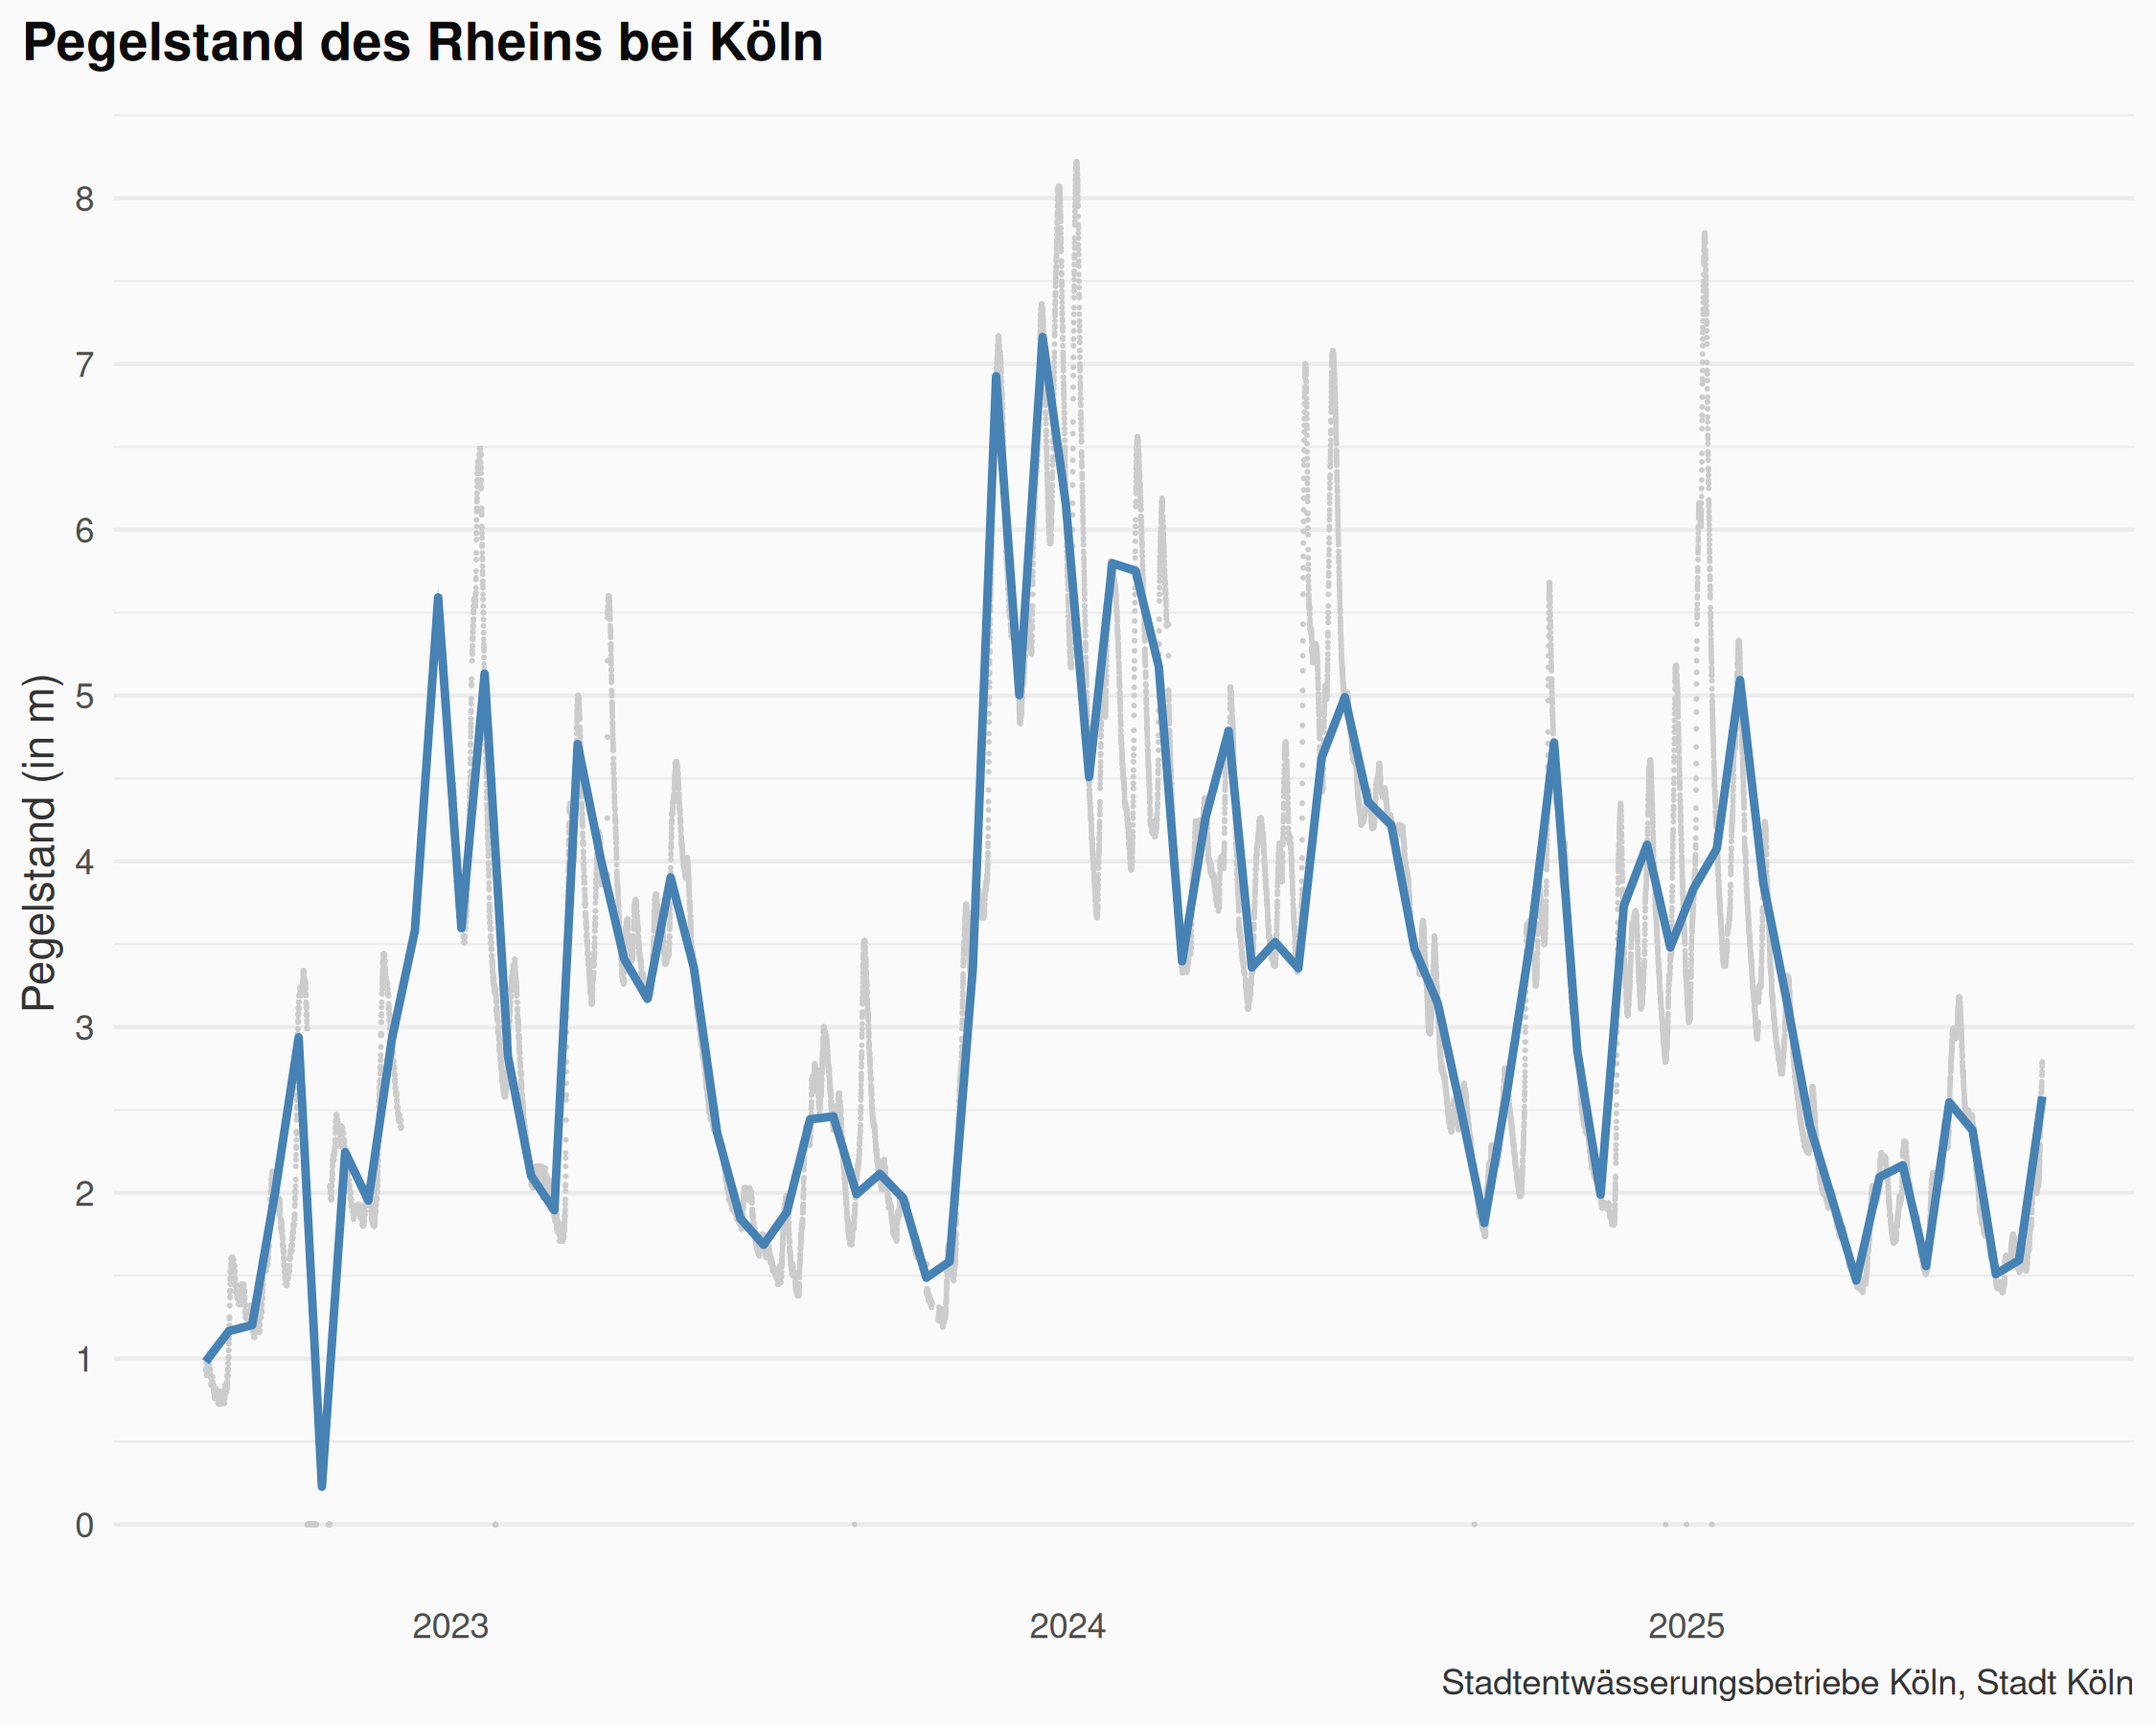 Pegelstand des Rheins bei Köln
Pegelstand (in m)
8
7
6
5
4
3
2
1
0
2023 2024 2025
Stadtentwässerungsbetriebe Köln, Stadt Köln